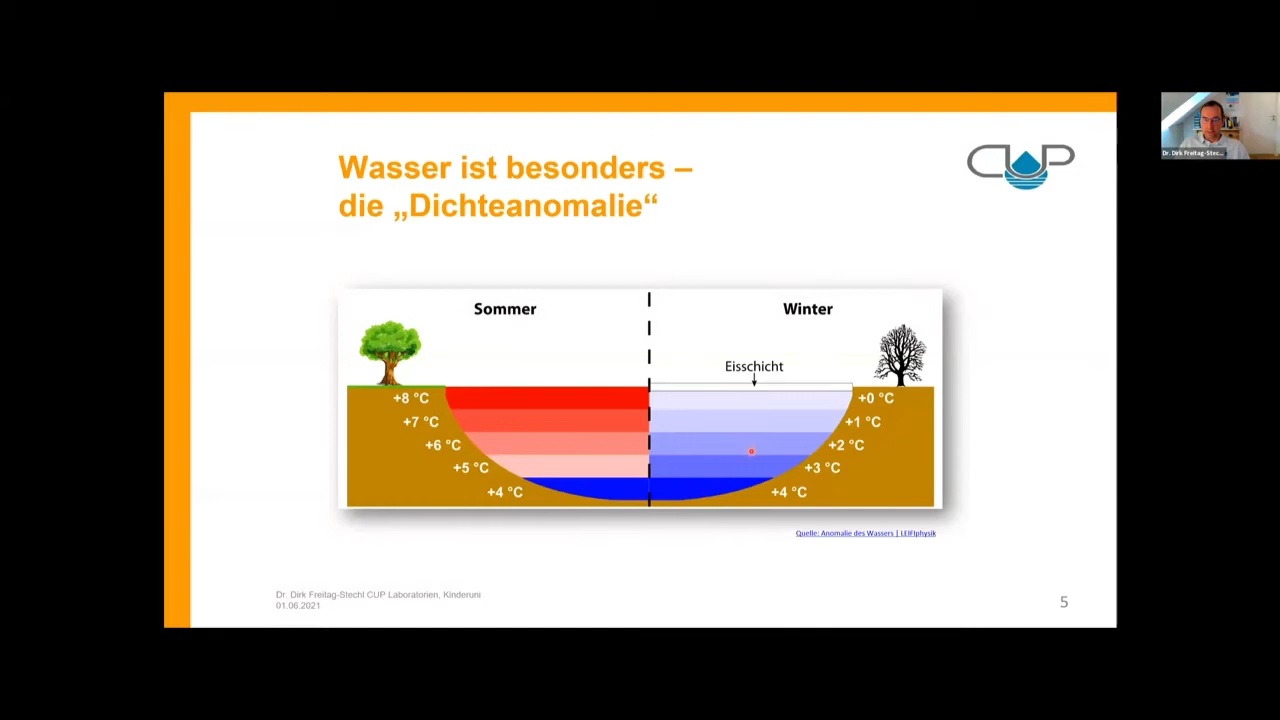 Wasser ist besonders –
die „Dichteanomalie“
CUP
Dr. Dirk Freitag-Stec...
Sommer
Winter
Eisschicht
+8 °C
+7 °C
+6 °C
+5 °C
+4 °C
+0 °C
+1 °C
+2 °C
+3 °C
+4 °C
Quelle: Anomalie des Wassers | LEIFIphysik
Dr. Dirk Freitag-Stechl CUP Laboratorien, Kinderuni
01.06.2021
5